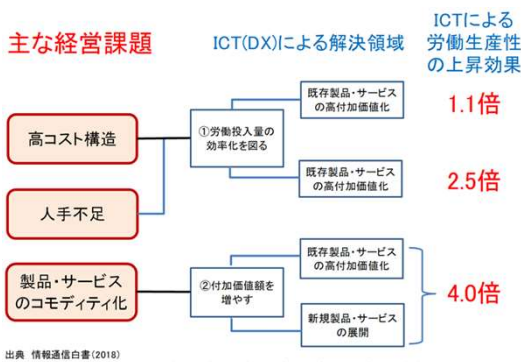 主な経営課題
ICT(DX)による解決領域
ICTによる
労働生産性
の上昇効果
高コスト構造
人手不足
製品・サービス
のコモディティ化
①労働投入量の
効率化を図る
②付加価値額を
増やす
既存製品・サービス
の高付加価値化
既存製品・サービス
の高付加価値化
既存製品・サービス
の高付加価値化
新規製品・サービス
の展開
1.1倍
2.5倍
4.0倍
出典 情報通信白書(2018)